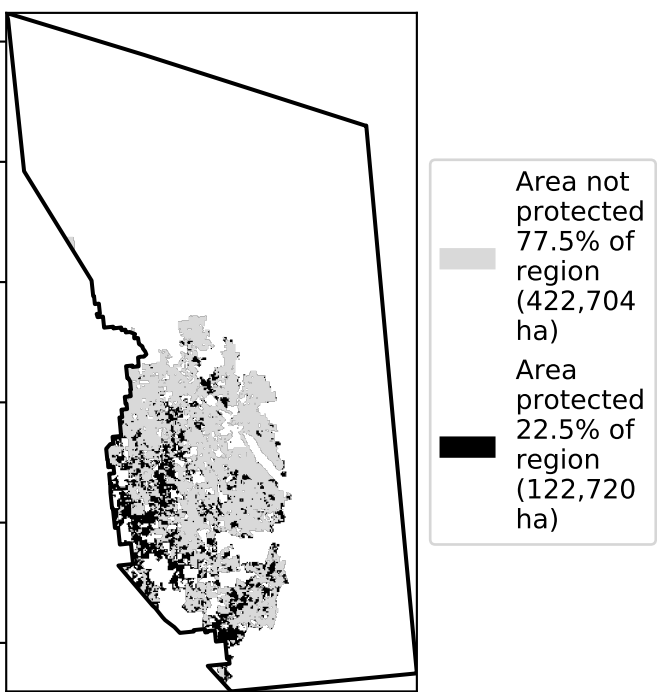 Area not
protected
77.5% of
region
(422,704
ha)
Area
protected
22.5% of
region
(122,720
ha)